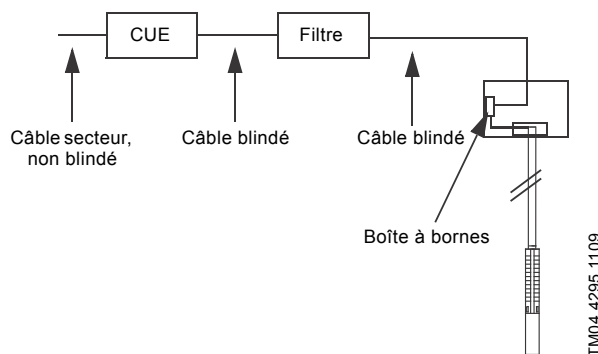 CUE
Filtre
Câble secteur,
non blindé
Câble blindé
Câble blindé
Boîte à bornes
TM04 4295 1109